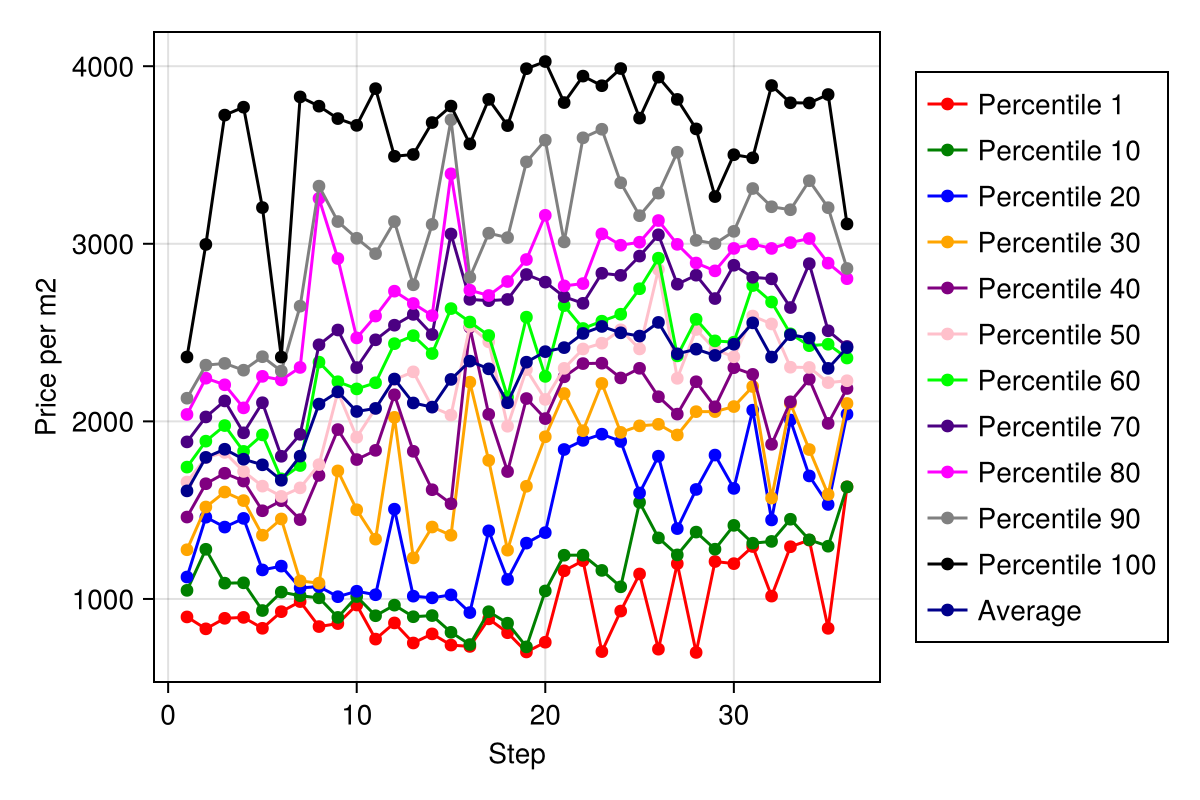 4000
3000
2000
1000
Price per m2
0 10 20 30
Step
Percentile 1
Percentile 10
Percentile 20
Percentile 30
Percentile 40
Percentile 50
Percentile 60
Percentile 70
Percentile 80
Percentile 90
Percentile 100
Average